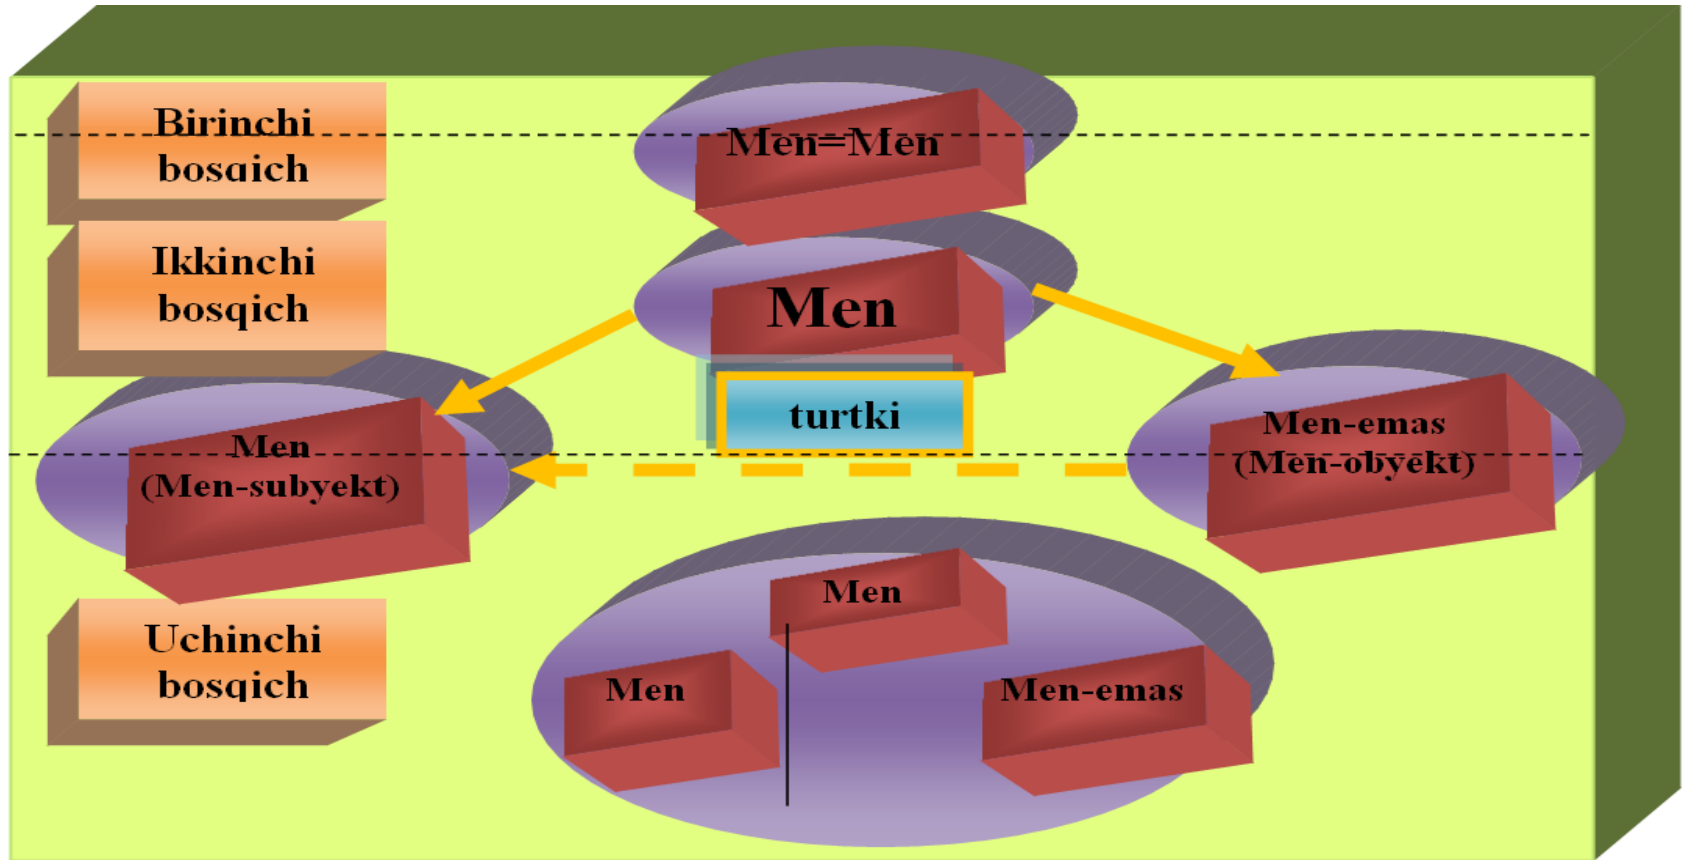 Birinchi
bosqich
Men=Men
Ikkinchi
bosqich
Men
turtki
Men
(Men-subyekt)
Men-emas
(Men-obyekt)
Uchinchi
bosqich
Men
Men
Men-emas